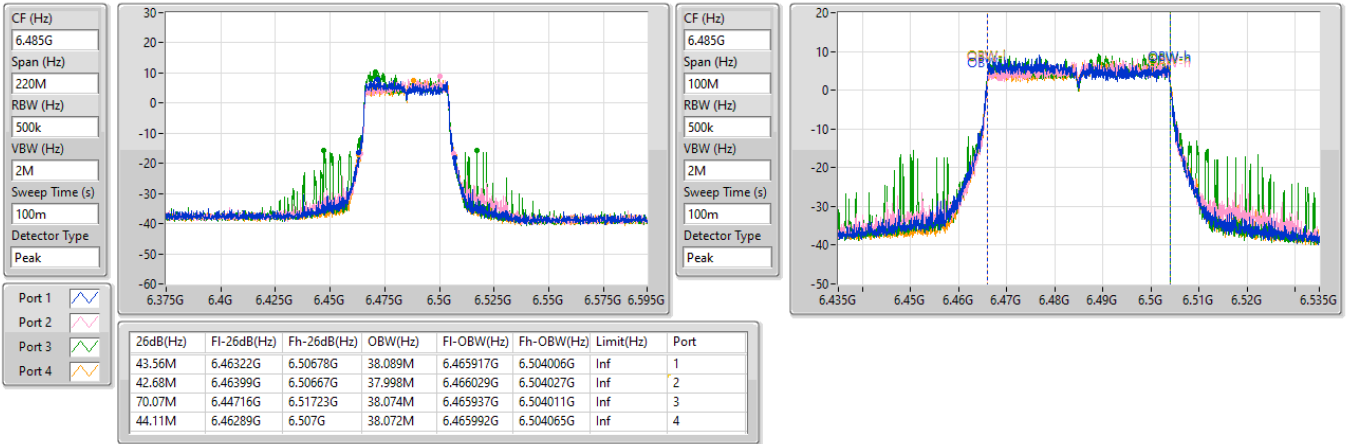 CF (Hz)
6.485G
Span (Hz)
220M
RBW (Hz)
500k
VBW (Hz)
2M
Sweep Time (s)
100m
Detector Type
Peak
30
20
10
0
-10
-20
-30
-40
-50
-60
6.375G 6.4G 6.425G 6.45G 6.475G 6.5G 6.525G 6.55G 6.575G 6.595G
CF (Hz)
6.485G
Span (Hz)
100M
RBW (Hz)
500k
VBW (Hz)
2M
Sweep Time (s)
100m
Detector Type
Peak
20
10
0
-10
-20
-30
-40
-50
OBW-h
6.435G 6.45G 6.46G 6.47G 6.48G 6.49G 6.5G 6.51G 6.52G 6.535G
Port 1
Port 2
Port 3
Port 4
26dB(Hz) Fl-26dB(Hz) Fh-26dB(Hz) OBW(Hz) Fl-OBW(Hz) Fh-OBW(Hz) Limit(Hz) Port
43.56M 6.46322G 6.50678G 38.089M 6.465917G 6.504006G Inf 1
42.68M 6.46399G 6.50667G 37.998M 6.466029G 6.504027G Inf 2
70.07M 6.44716G 6.51723G 38.074M 6.465937G 6.504011G Inf 3
44.11M 6.46289G 6.507G 38.072M 6.465992G 6.504065G Inf 4